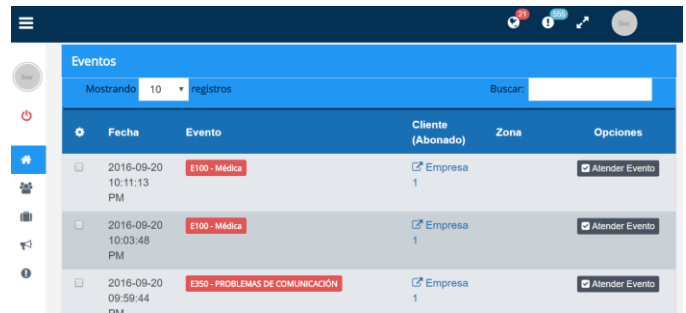 21 555
Eventos
Mostrando 10 registros Buscar:
Fecha Evento Cliente (Abonado) Zona Opciones
2016-09-20 10:11:13 PM E100 - Médica Empresa 1 Atender Evento
2016-09-20 10:03:48 PM E100 - Médica Empresa 1 Atender Evento
2016-09-20 09:59:44 PM E350 - PROBLEMAS DE COMUNICACIÓN Empresa 1 Atender Evento